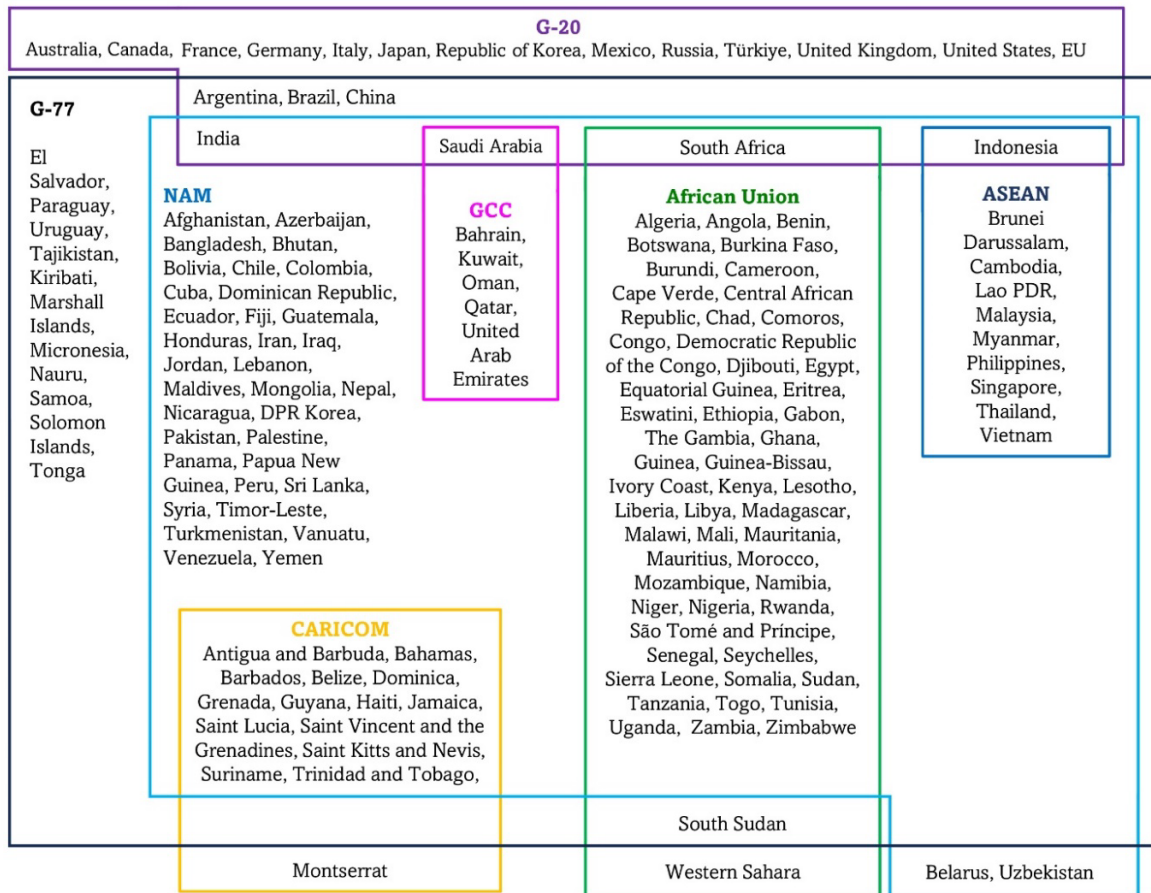 G-20
Australia, Canada, France, Germany, Italy, Japan, Republic of Korea, Mexico, Russia, Türkiye, United Kingdom, United States, EU
G-77
El
Salvador,
Paraguay,
Uruguay,
Tajikistan,
Kiribati,
Marshall
Islands,
Micronesia,
Nauru,
Samoa,
Solomon
Islands,
Tonga
Argentina, Brazil, China
India
NAM
Afghanistan, Azerbaijan,
Bangladesh, Bhutan,
Bolivia, Chile, Colombia,
Cuba, Dominican Republic,
Ecuador, Fiji, Guatemala,
Honduras, Iran, Iraq,
Jordan, Lebanon,
Maldives, Mongolia, Nepal,
Nicaragua, DPR Korea,
Pakistan, Palestine,
Panama, Papua New
Guinea, Peru, Sri Lanka,
Syria, Timor-Leste,
Turkmenistan, Vanuatu,
Venezuela, Yemen
Saudi Arabia
GCC
Bahrain,
Kuwait,
Oman,
Qatar,
United
Arab
Emirates
South Africa
African Union
Algeria, Angola, Benin,
Botswana, Burkina Faso,
Burundi, Cameroon,
Cape Verde, Central African
Republic, Chad, Comoros,
Congo, Democratic Republic
of the Congo, Djibouti, Egypt,
Equatorial Guinea, Eritrea,
Eswatini, Ethiopia, Gabon,
The Gambia, Ghana,
Guinea, Guinea-Bissau,
Ivory Coast, Kenya, Lesotho,
Liberia, Libya, Madagascar,
Malawi, Mali, Mauritania,
Mauritius, Morocco,
Mozambique, Namibia,
Niger, Nigeria, Rwanda,
São Tomé and Príncipe,
Senegal, Seychelles,
Sierra Leone, Somalia, Sudan,
Tanzania, Togo, Tunisia,
Uganda, Zambia, Zimbabwe
Indonesia
ASEAN
Brunei
Darussalam,
Cambodia,
Lao PDR,
Malaysia,
Myanmar,
Philippines,
Singapore,
Thailand,
Vietnam
CARICOM
Antigua and Barbuda, Bahamas,
Barbados, Belize, Dominica,
Grenada, Guyana, Haiti, Jamaica,
Saint Lucia, Saint Vincent and the
Grenadines, Saint Kitts and Nevis,
Suriname, Trinidad and Tobago,
South Sudan
Montserrat
Western Sahara
Belarus, Uzbekistan